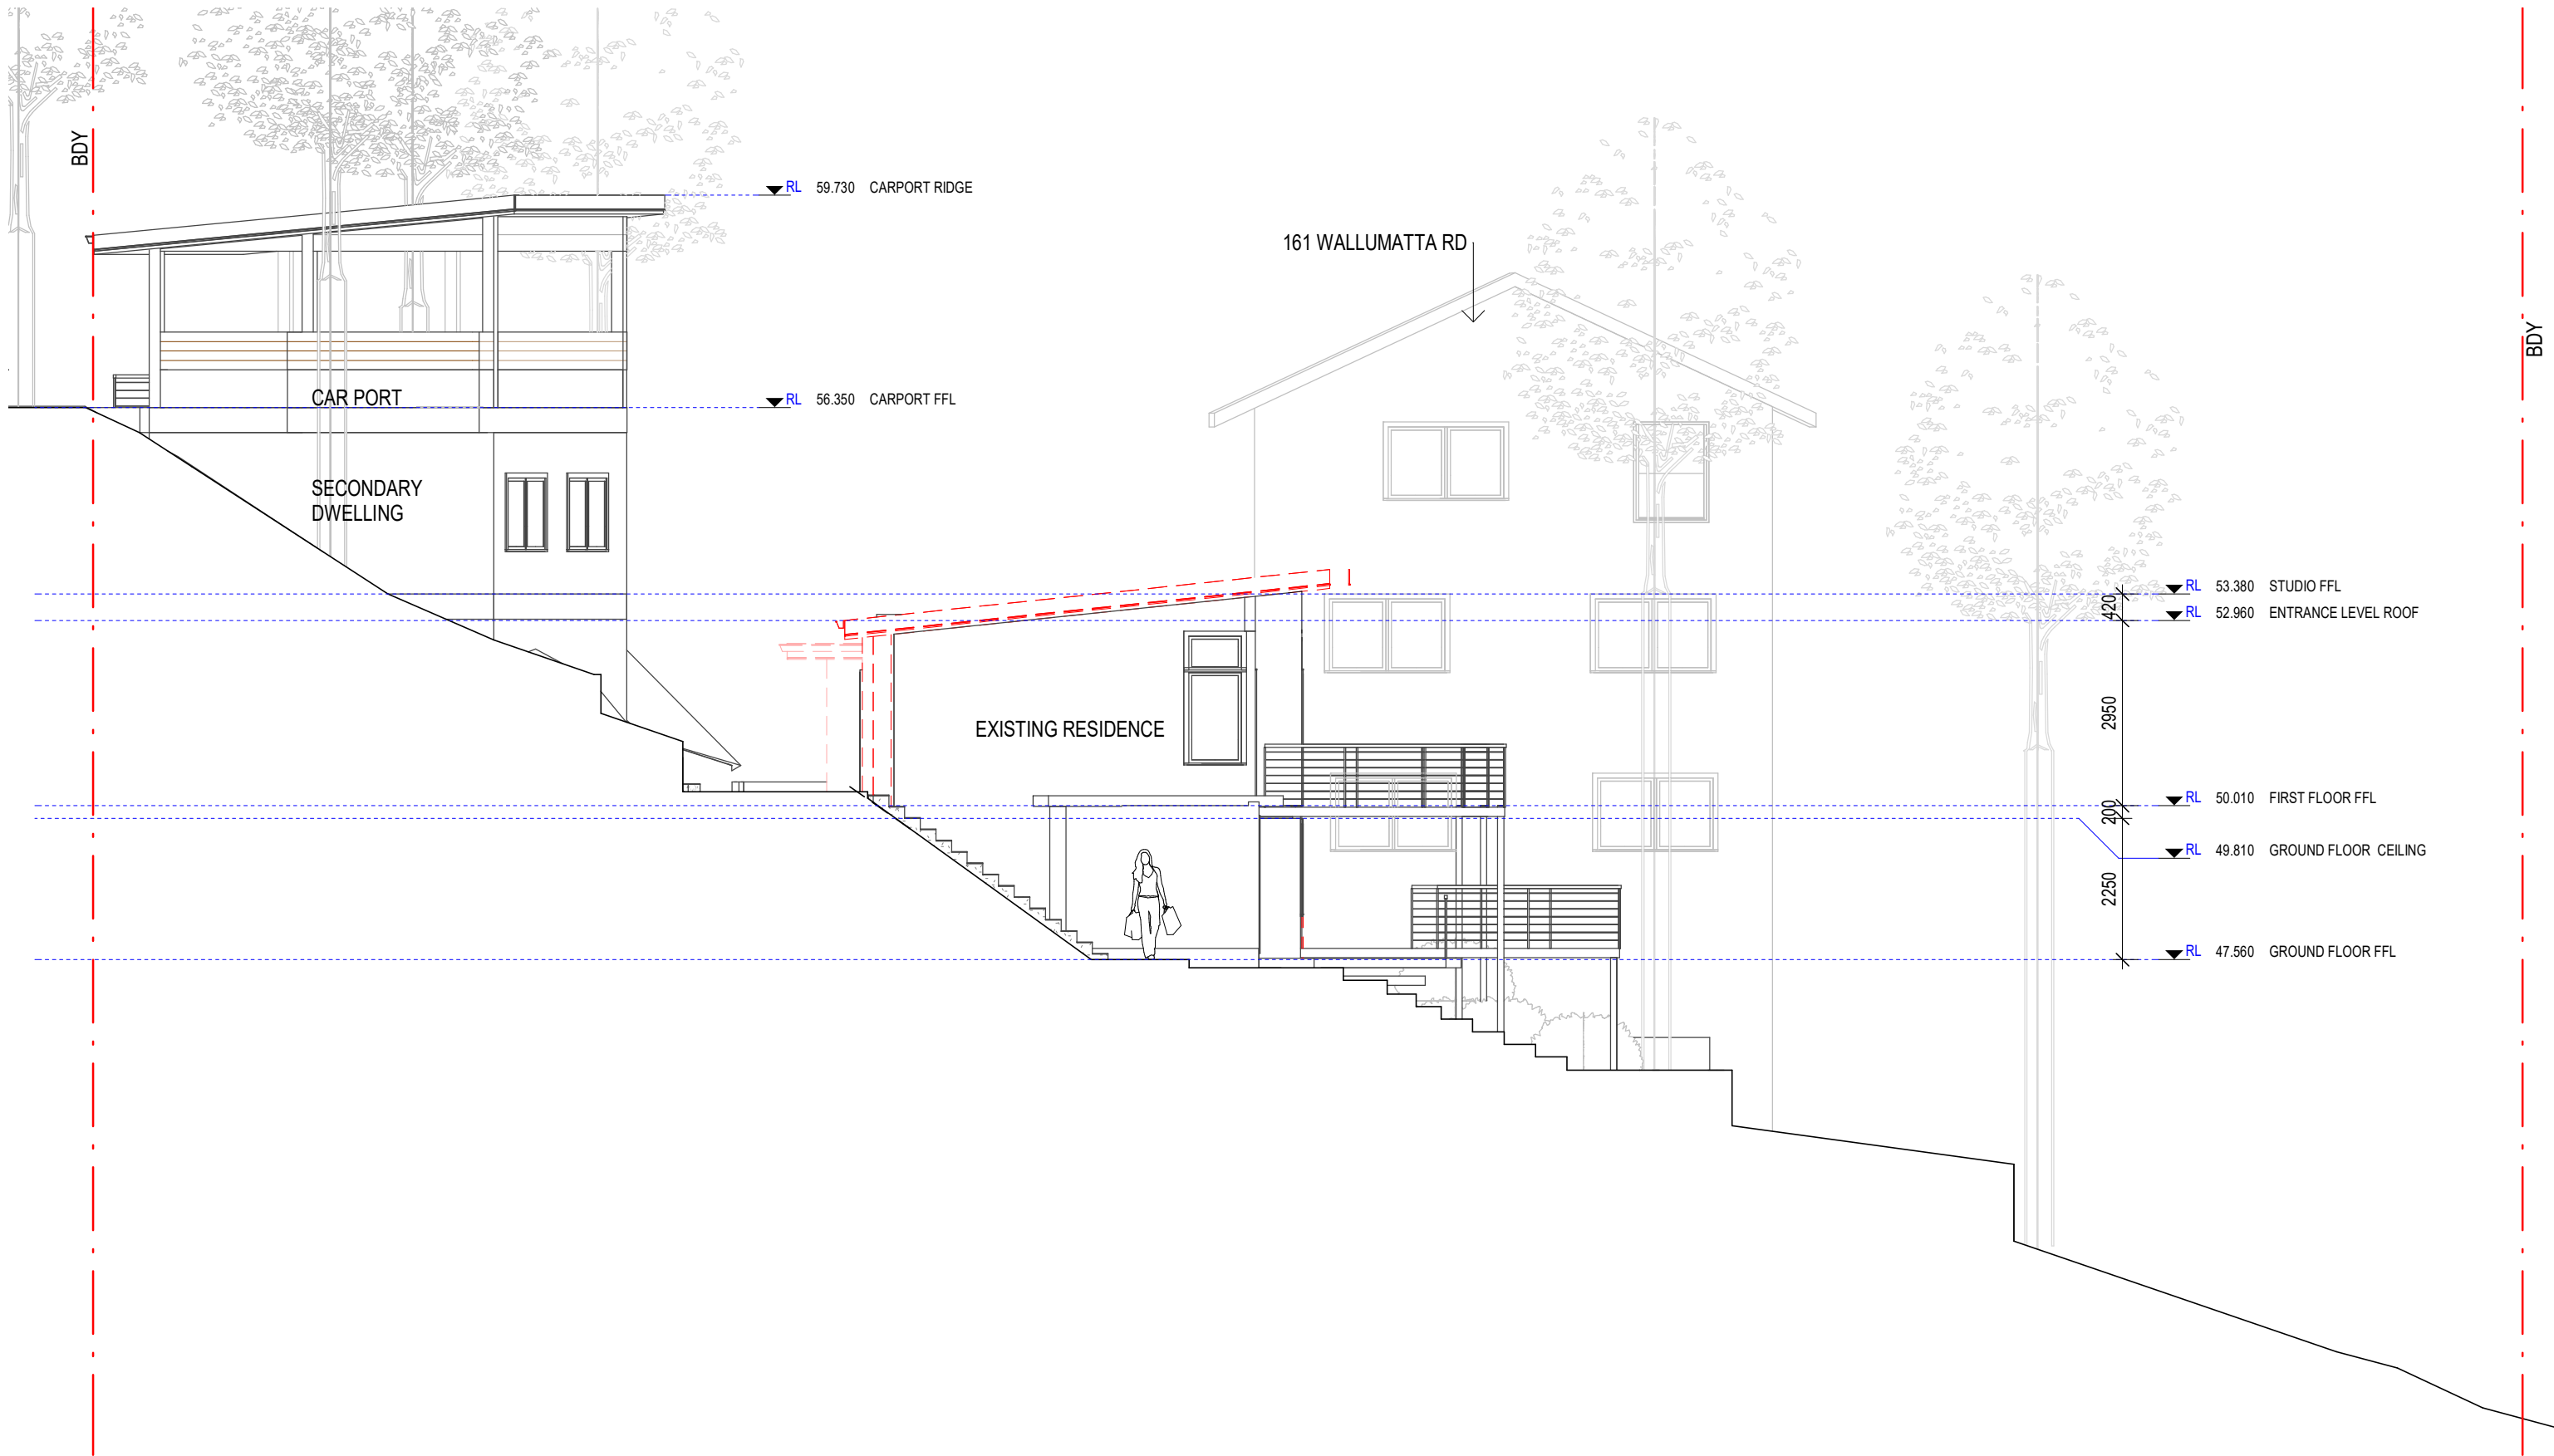 BDY
RL 59.730 CARPORT RIDGE
161 WALLUMATTA RD
BDY
CAR PORT
RL 56.350 CARPORT FFL
SECONDARY
DWELLING
RL 53.380 STUDIO FFL
420
RL 52.960 ENTRANCE LEVEL ROOF
2950
EXISTING RESIDENCE
RL 50.010 FIRST FLOOR FFL
200
RL 49.810 GROUND FLOOR CEILING
2250
RL 47.560 GROUND FLOOR FFL